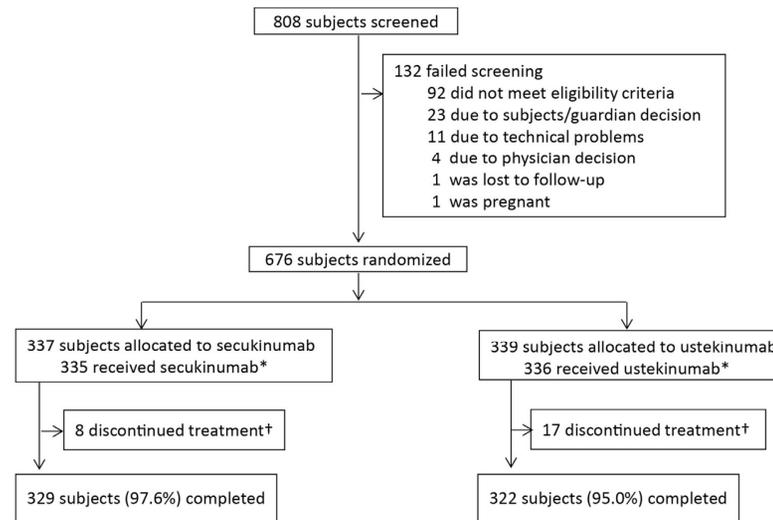 808 subjects screened
132 failed screening
92 did not meet eligibility criteria
23 due to subjects/guardian decision
11 due to technical problems
4 due to physician decision
1 was lost to follow-up
1 was pregnant
676 subjects randomized
337 subjects allocated to secukinumab
335 received secukinumab*
339 subjects allocated to ustekinumab
336 received ustekinumab*
8 discontinued treatment†
17 discontinued treatment†
329 subjects (97.6%) completed
322 subjects (95.0%) completed